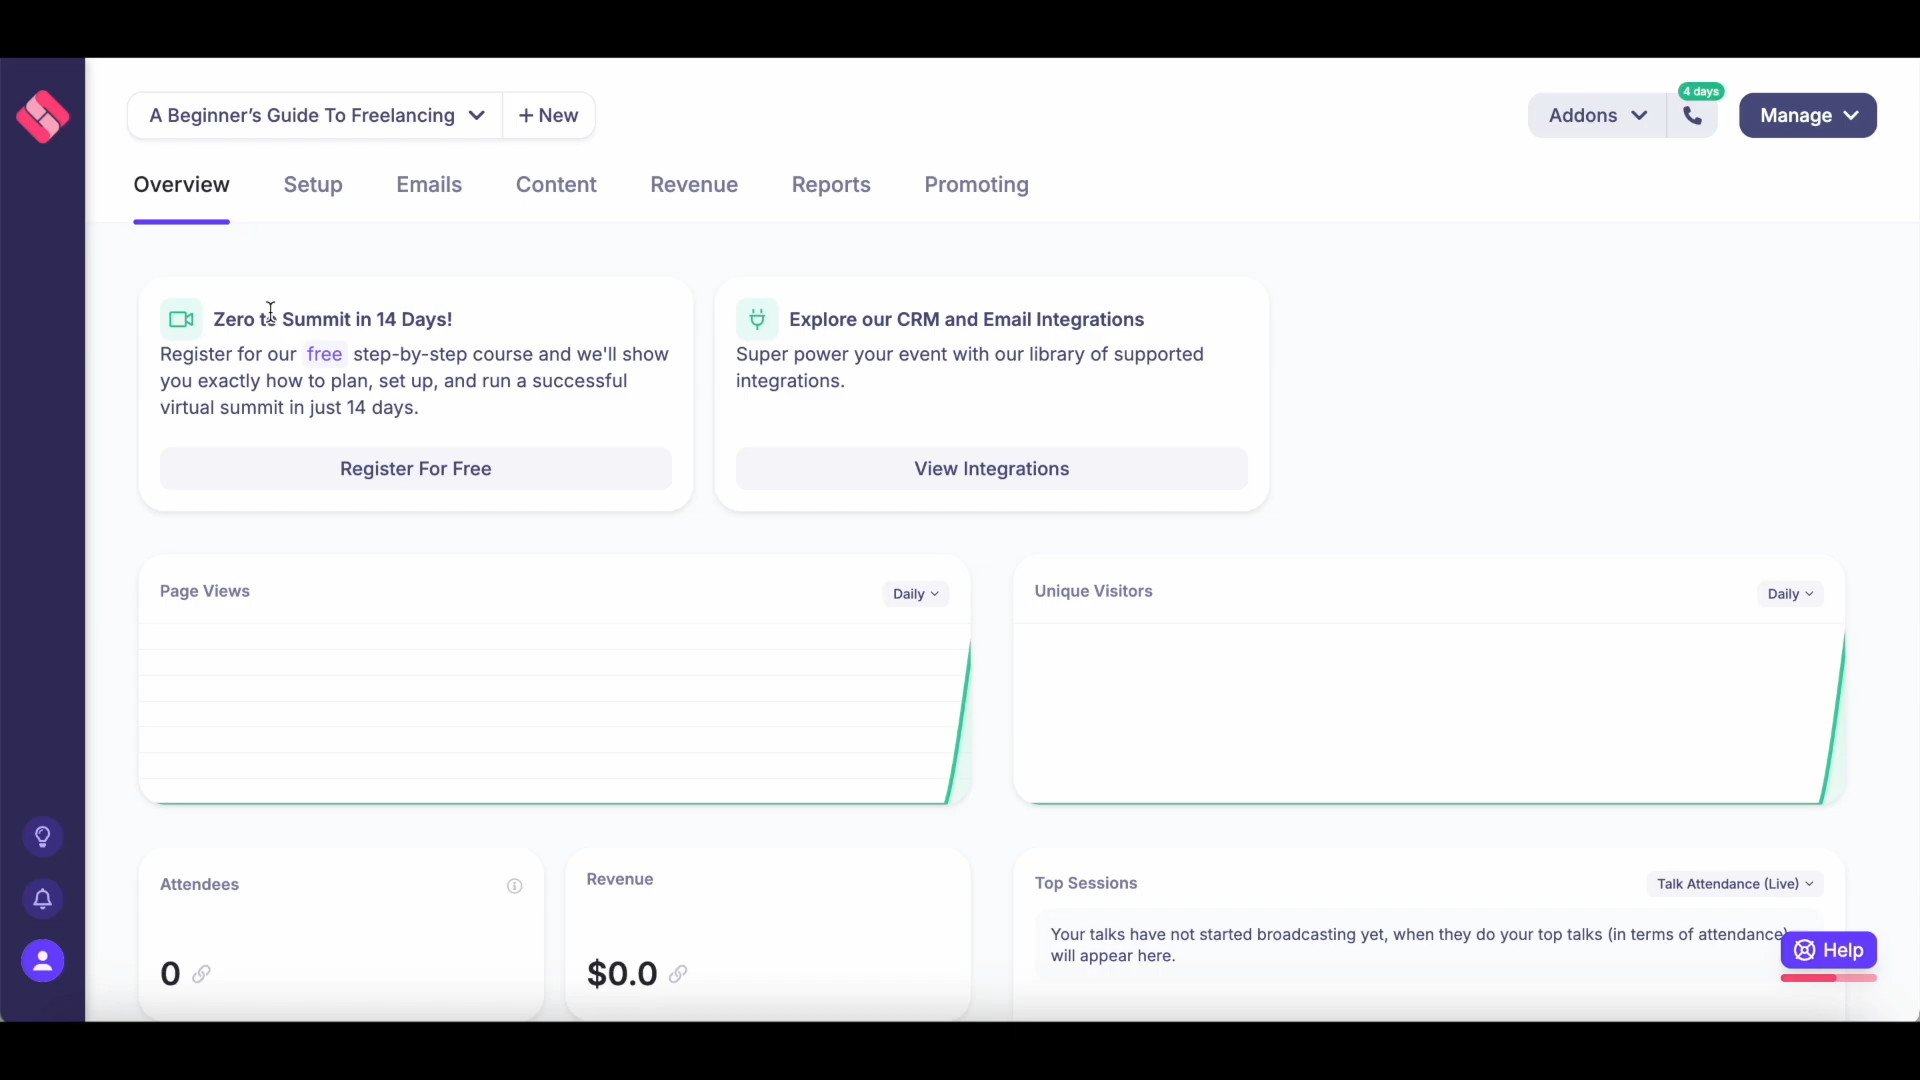 A Beginner's Guide To Freelancing
+ New
Addons
4 days
Manage
Overview
Setup
Emails
Content
Revenue
Reports
Promoting
Zero to Summit in 14 Days!
Register for our free step-by-step course and we'll show
you exactly how to plan, set up, and run a successful
virtual summit in just 14 days.
Register For Free
Explore our CRM and Email Integrations
Super power your event with our library of supported
integrations.
View Integrations
Page Views
Daily
Unique Visitors
Daily
Attendees
0
Revenue
$0.0
Top Sessions
Talk Attendance (Live)
Your talks have not started broadcasting yet, when they do your top talks (in terms of attendance)
will appear here.
Help